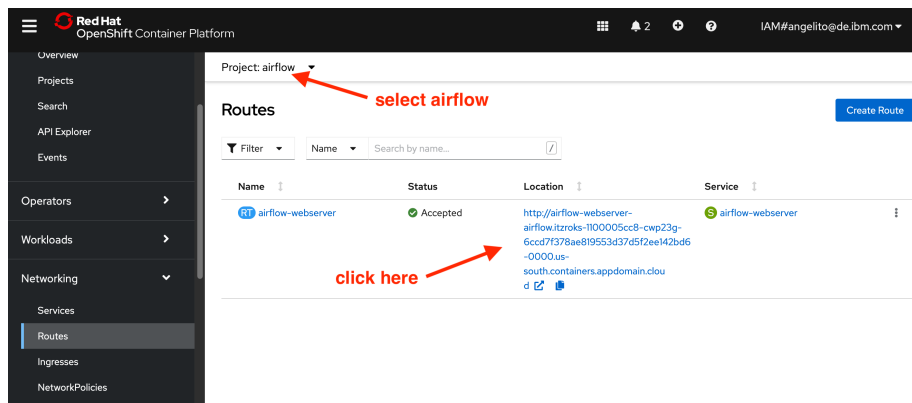 Red Hat
OpenShift Container Platform
2
IAM#angelito@de.ibm.com
Overview
Projects
Search
API Explorer
Events
Operators
Workloads
Networking
Services
Routes
Ingresses
NetworkPolicies
Project: airflow
select airflow
Routes
Create Route
Filter
Name
Search by name...
/
Name
Status
Location
Service
RT airflow-webserver
Accepted
http://airflow-webserver-
airflow.itzroks-1100005cc8-cwp23g-
6ccd7f378ae819553d37d5f2ee142bd6
-0000.us-
south.containers.appdomain.clou
d
S airflow-webserver
click here